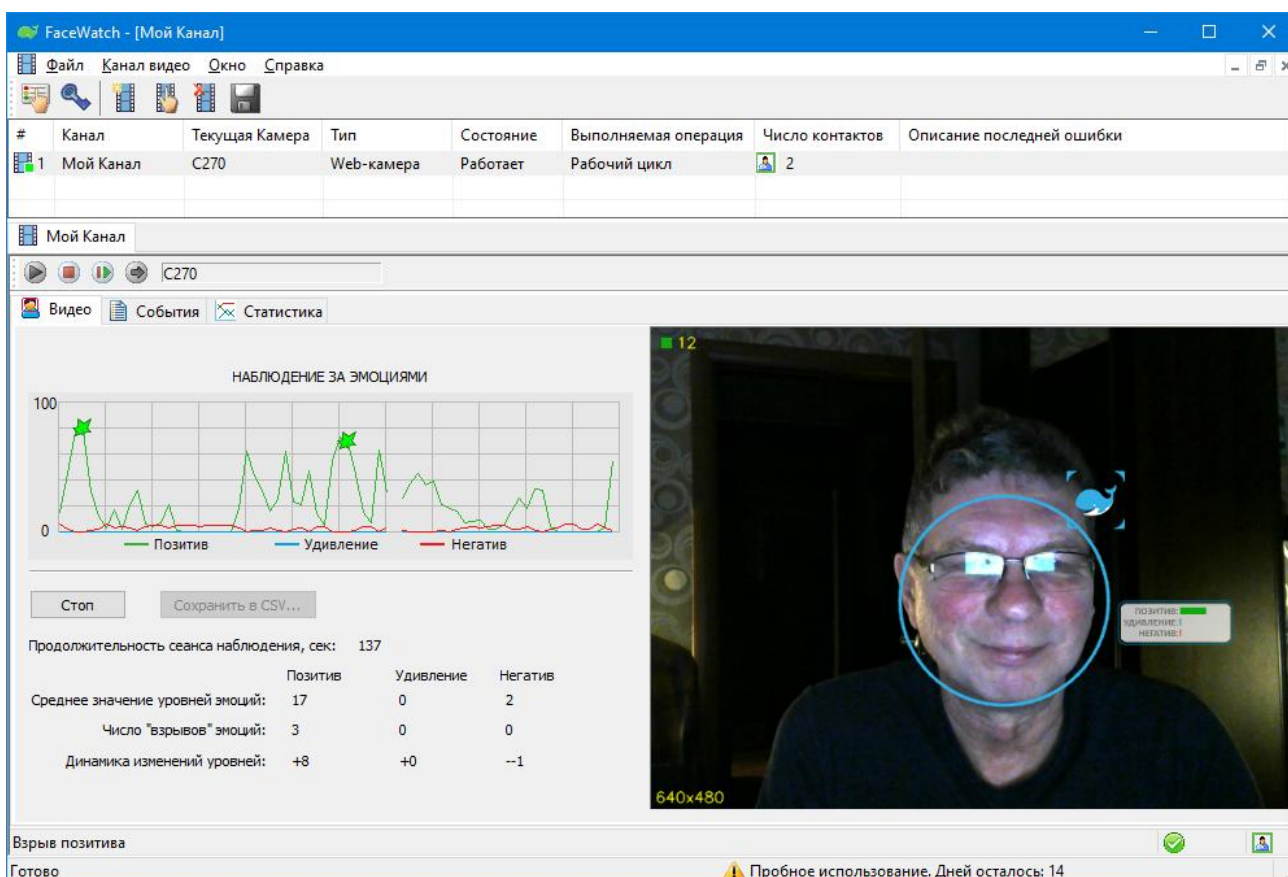 FaceWatch - [Мой Канал]
Файл Канал видео Окно Справка
# Канал Текущая Камера Тип Состояние Выполняемая операция Число контактов Описание последней ошибки
1 Мой Канал C270 Web-камера Работает Рабочий цикл 2
Мой Канал
C270
Видео События Статистика
12
НАБЛЮДЕНИЕ ЗА ЭМОЦИЯМИ
100
0
Позитив Удивление Негатив
Стоп Сохранить в CSV...
ПОЗИТИВ:
УДИВЛЕНИЕ:
НЕГАТИВ:
Продолжительность сеанса наблюдения, сек: 137
Позитив Удивление Негатив
Среднее значение уровней эмоций: 17 0 2
Число "взрывов" эмоций: 3 0 0
Динамика изменений уровней: +8 +0 --1
640x480
Взрыв позитива
Готово Пробное использование. Дней осталось: 14